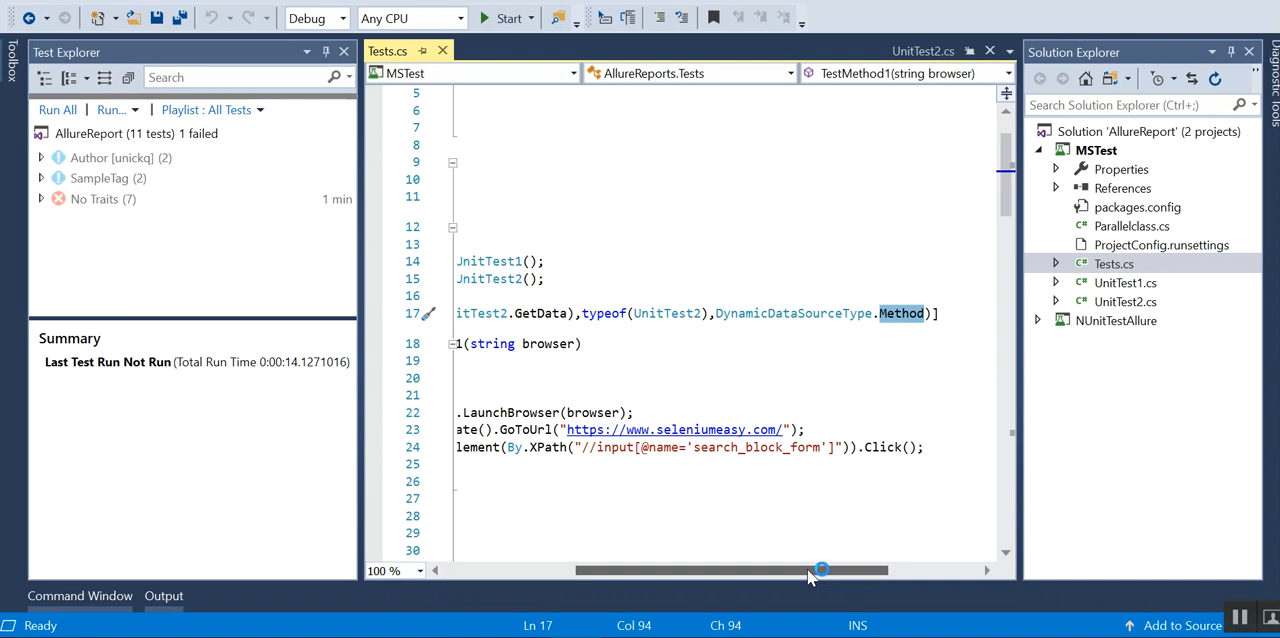 Debug
Any CPU
Start
Toolbox
Test Explorer
Search
Run All | Run... | Playlist : All Tests
AllureReport (11 tests) 1 failed
Author [unickq] (2)
SampleTag (2)
No Traits (7) 1 min
Summary
Last Test Run Not Run (Total Run Time 0:00:14.1271016)
Tests.cs
UnitTest2.cs
MSTest
AllureReports.Tests
TestMethod1(string browser)
5
6
7
8
9
10
11
12
13
14 JnitTest1();
15 JnitTest2();
16
17 itTest2.GetData),typeof(UnitTest2),DynamicDataSourceType.Method)]
18 1(string browser)
19
20
21
22 .LaunchBrowser(browser);
23 ate().GoToUrl("https://www.seleniumeasy.com/");
24 lement(By.XPath("//input[@name='search_block_form']")).Click();
25
26
27
28
29
30
100 %
Solution Explorer
Search Solution Explorer (Ctrl+;)
Solution 'AllureReport' (2 projects)
MSTest
Properties
References
packages.config
Parallelclass.cs
ProjectConfig.runsettings
Tests.cs
UnitTest1.cs
UnitTest2.cs
NUnitTestAllure
Diagnostic Tools
Command Window
Output
Ready
Ln 17
Col 94
Ch 94
INS
Add to Source